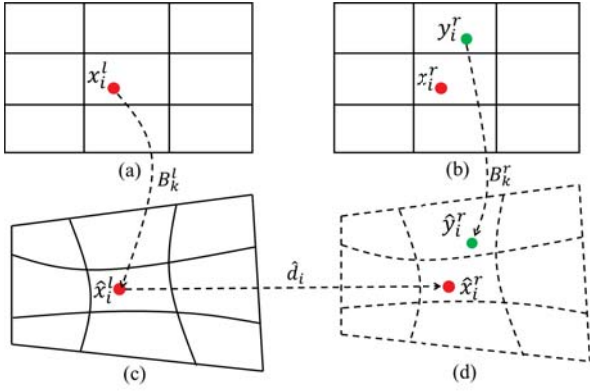 x_i^l
y_i^r
x_i^r
(a)
(b)
B_k^l
B_k^r
x̂_i^l
d̂_i
ŷ_i^r
x̂_i^r
(c)
(d)